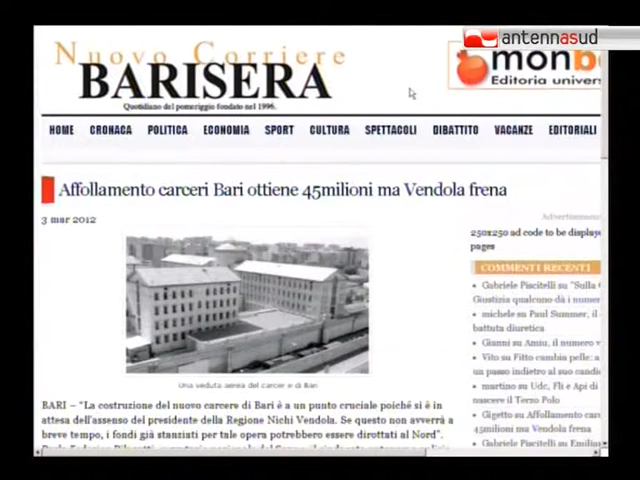 antennasud
Nuovo Corriere
BARISERA
Quotidiano del pomeriggio fondato nel 1996.
Editoria univers
HOME CRONACA POLITICA ECONOMIA SPORT CULTURA SPETTACOLI DIBATTITO VACANZE EDITORIALI
Affollamento carceri Bari ottiene 45milioni ma Vendola frena
3 mar 2012
Advertisement
250x250 ad code to be displaye
pages
COMMENTI RECENTI
Gabriele Piscitelli su "Sulla
Giustizia qualcuno dà i numer
michele su Paul Summer, il
battuta diuretica
Gianni su Amiu, il numero
Vito su Fitto cambia pelle: a
un passo indietro al suo candi
martino su Udc, Fli e Api di
nascere il Terzo Polo
Gigetto su Affollamento carc
45milioni ma Vendola frena
Gabriele Piscitelli su Emilian
Una veduta aerea del carcere di Bari
BARI – "La costruzione del nuovo carcere di Bari è a un punto cruciale poiché si è in
attesa dell'assenso del presidente della Regione Nichi Vendola. Se questo non avverrà a
breve tempo, i fondi già stanziati per tale opera potrebbero essere dirottati al Nord".